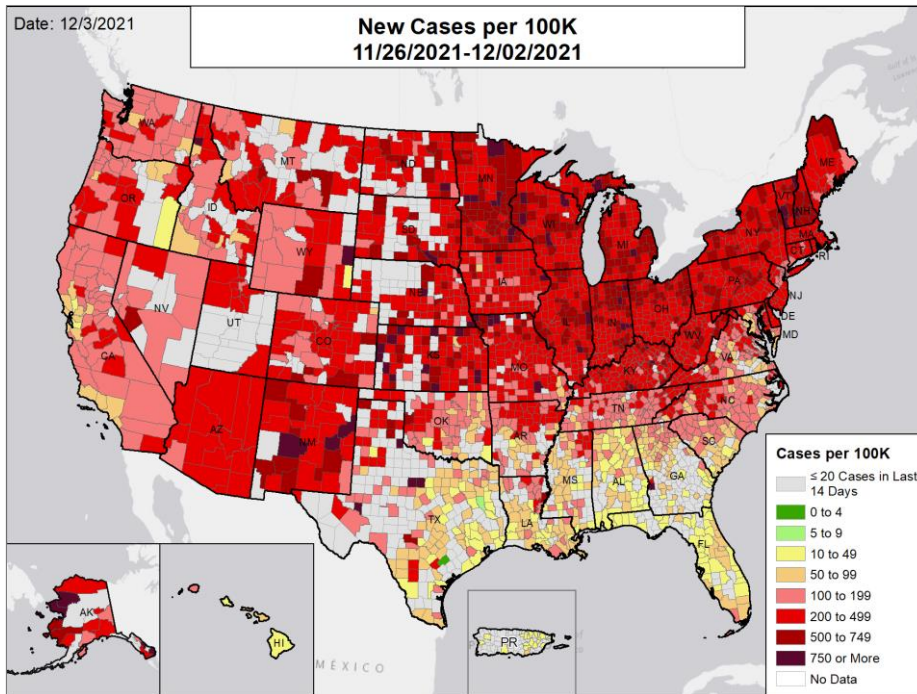 Date: 12/3/2021
New Cases per 100K
11/26/2021-12/02/2021
WA
MT
ND
MN
ME
OR
ID
SD
WI
VT
NH
WY
MI
NY
MA
CT
RI
IA
NE
PA
NJ
NV
UT
IL
IN
OH
DE
MD
CA
CO
KS
MO
WV
VA
KY
AZ
NM
OK
TN
NC
AR
SC
MS
AL
GA
TX
LA
FL
AK
HI
PR
MÉXICO
Cases per 100K
≤ 20 Cases in Last
14 Days
0 to 4
5 to 9
10 to 49
50 to 99
100 to 199
200 to 499
500 to 749
750 or More
No Data